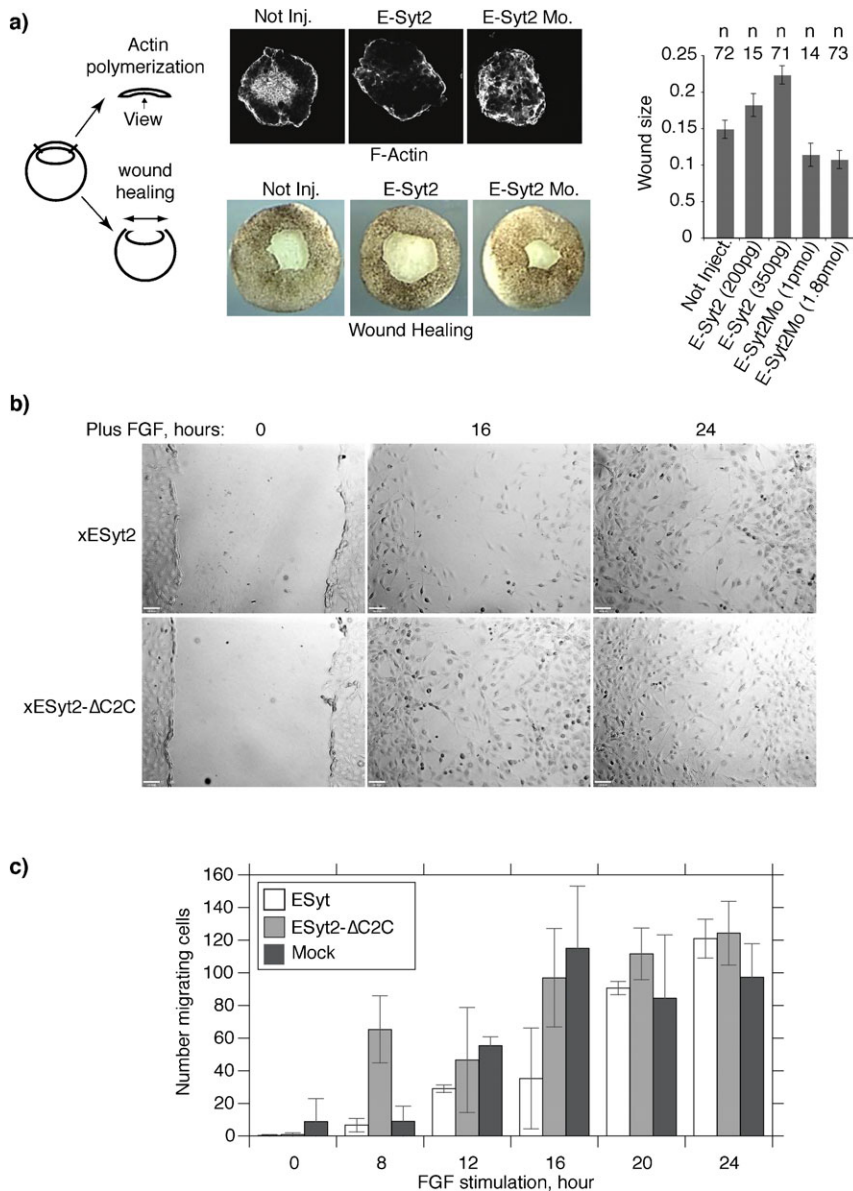 a)
Actin
polymerization
View
wound
healing
Not Inj. E-Syt2 E-Syt2 Mo.
F-Actin
Not Inj. E-Syt2 E-Syt2 Mo.
Wound Healing
n n n n n
72 15 71 14 73
0.25
0.2
0.15
0.1
0.05
0
Wound size
Not Inject
E-Syt2 (200pg)
E-Syt2 (350pg)
E-Syt2Mo (1pmol)
E-Syt2Mo (1.8pmol)
b)
Plus FGF, hours: 0 16 24
xESyt2
xESyt2-ΔC2C
c)
160
140
120
100
80
60
40
20
0
Number migrating cells
ESyt
ESyt2-ΔC2C
Mock
0 8 12 16 20 24
FGF stimulation, hour